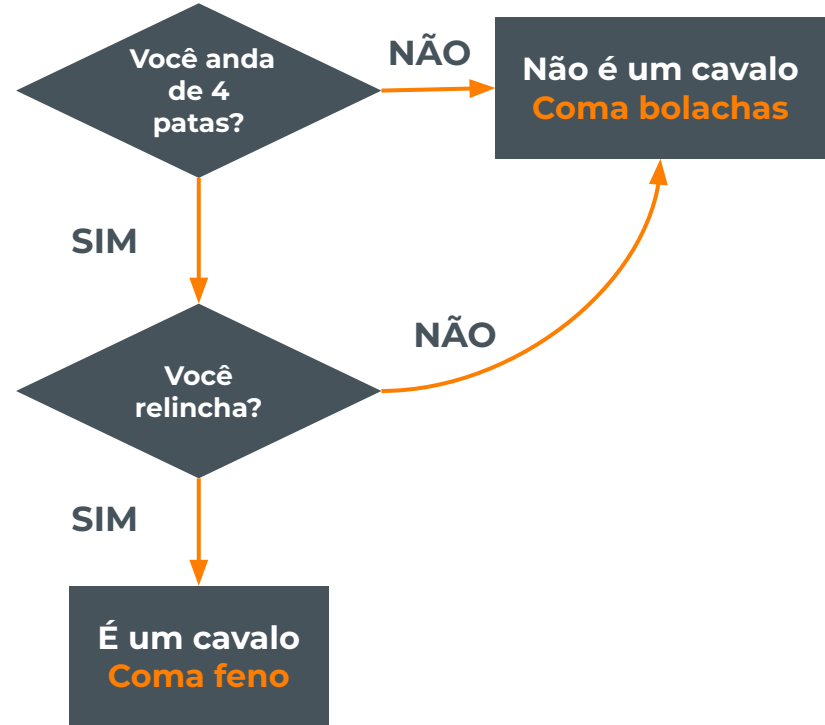 Você anda
de 4
patas?
NÃO
Não é um cavalo
Coma bolachas
SIM
NÃO
Você
relincha?
SIM
É um cavalo
Coma feno